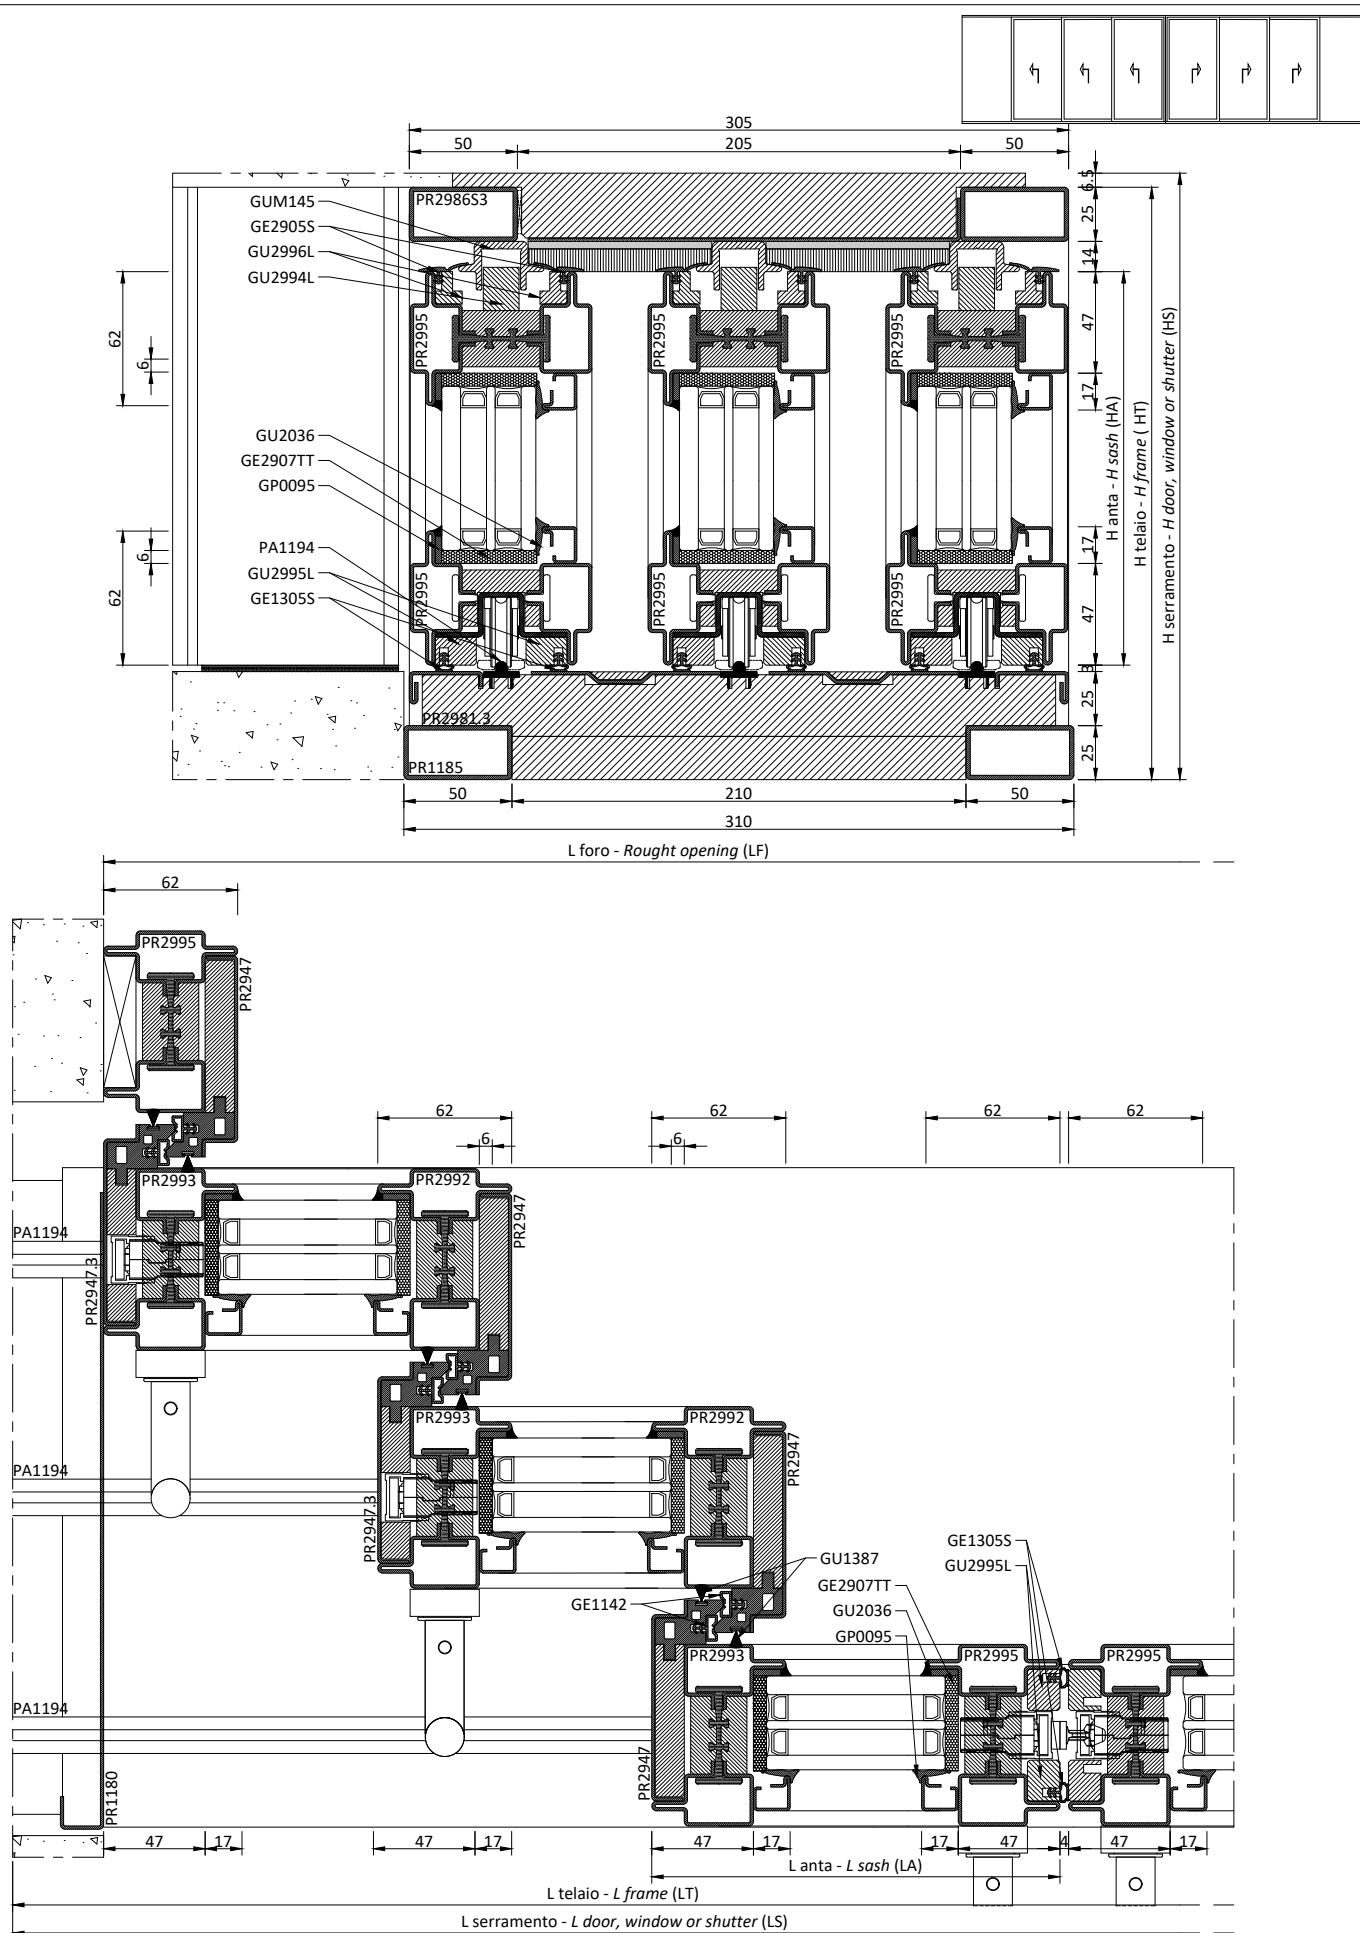 305
50
205
50
PR2986S3
GUM145
GE2905S
GU2996L
GU2994L
6.5
25
14
47
17
62
6
PR2995
PR2995
PR2995
GU2036
GE2907TT
GP0095
PA1194
GU2995L
GE1305S
6
62
PR2995
PR2995
PR2995
17
47
3
25
25
H anta - H sash (HA)
H telaio - H frame ( HT)
H serramento - H door, window or shutter (HS)
PR2981.3
PR1185
50
210
50
310
L foro - Rought opening (LF)
62
PR2995
PR2947
62
62
62
62
6
6
PR2993
PR2992
PR2947
PA1194
PR2947.3
PR2993
PR2992
PR2947
PA1194
PR2947.3
GU1387
GE1142
GE1305S
GU2995L
GE2907TT
GU2036
GP0095
PR2993
PR2995
PR2995
PA1194
PR2947
PR1180
47
17
47
17
47
17
17
47
4
47
17
L anta - L sash (LA)
L telaio - L frame (LT)
L serramento - L door, window or shutter (LS)